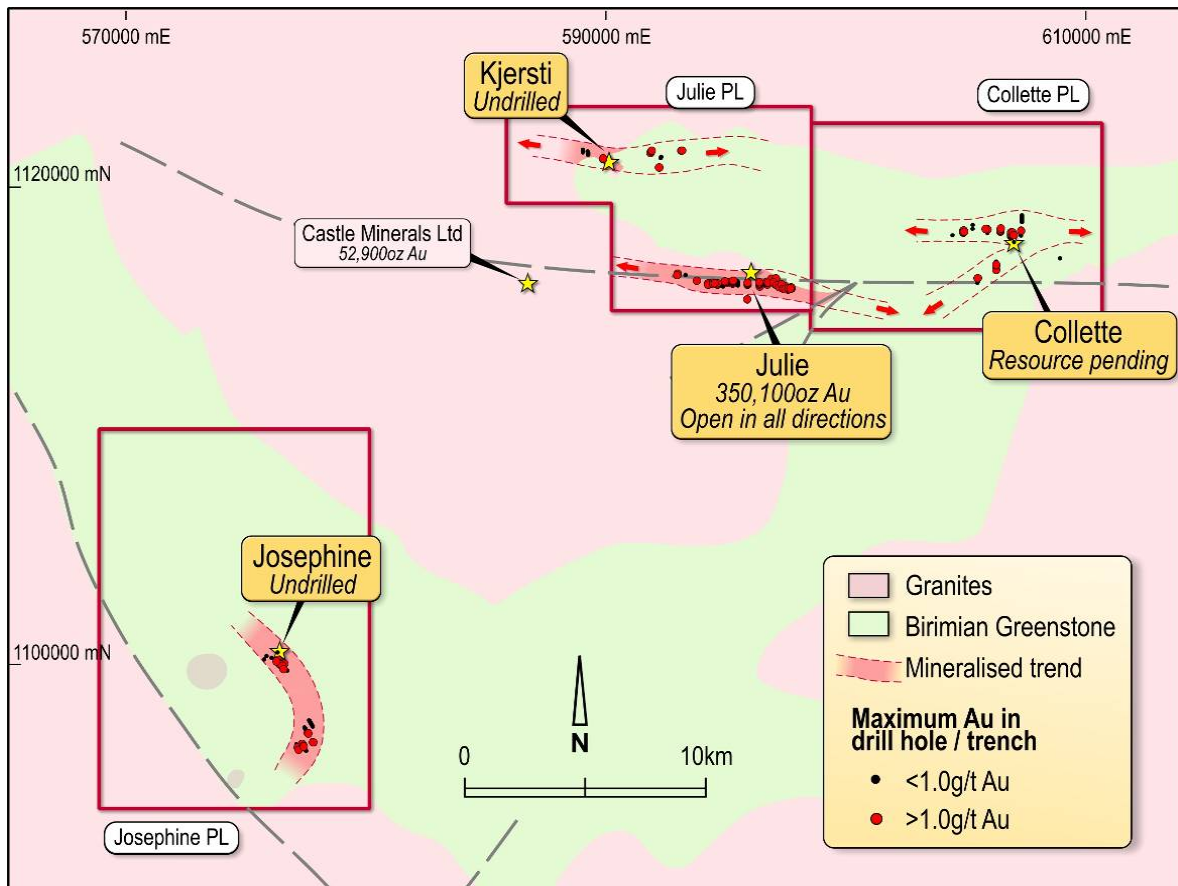 570000 mE
590000 mE
610000 mE
Kjersti
Undrilled
Julie PL
Collette PL
1120000 mN
Castle Minerals Ltd
52,900oz Au
Julie
350,100oz Au
Open in all directions
Collette
Resource pending
Josephine
Undrilled
1100000 mN
Josephine PL
N
0
10km
Granites
Birimian Greenstone
Mineralised trend
Maximum Au in
drill hole / trench
<1.0g/t Au
>1.0g/t Au